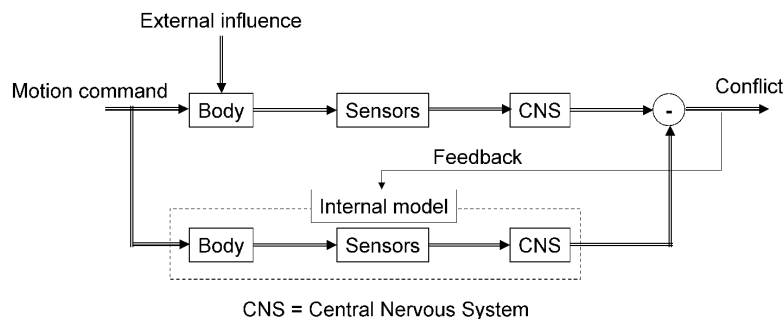 External influence
Motion command
Conflict
Body
Sensors
CNS
-
Feedback
Internal model
Body
Sensors
CNS
CNS = Central Nervous System